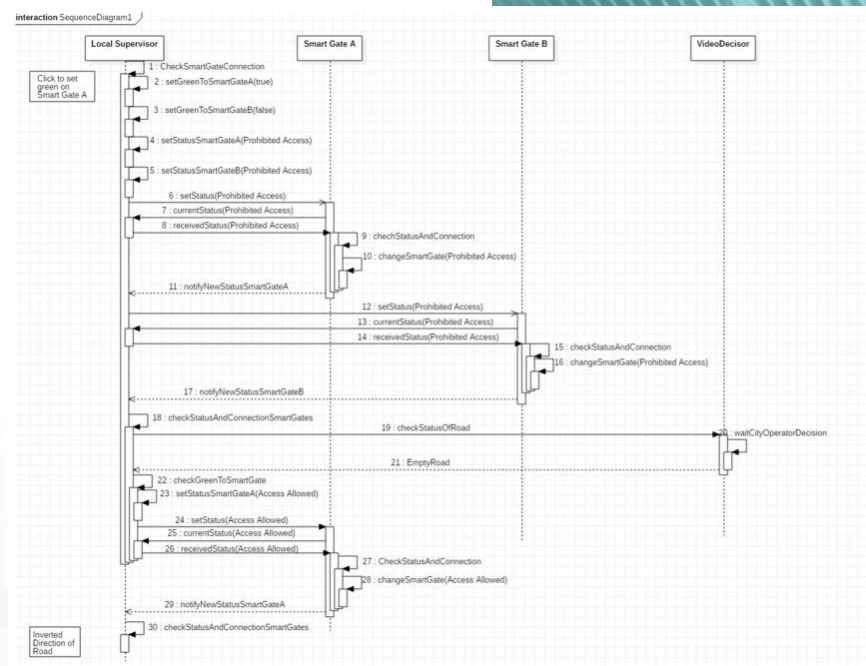 interaction SequenceDiagram1
Local Supervisor
Smart Gate A
Smart Gate B
VideoDecisor
Click to set
green on
Smart Gate A
1 : CheckSmartGateConnection
2 : setGreenToSmartGateA(true)
3 : setGreenToSmartGateB(false)
4 : setStatusSmartGateA(Prohibited Access)
5 : setStatusSmartGateB(Prohibited Access)
6 : setStatus(Prohibited Access)
7 : currentStatus(Prohibited Access)
8 : receivedStatus(Prohibited Access)
9 : chechStatusAndConnection
10 : changeSmartGate(Prohibited Access)
11 : notifyNewStatusSmartGateA
12 : setStatus(Prohibited Access)
13 : currentStatus(Prohibited Access)
14 : receivedStatus(Prohibited Access)
15 : checkStatusAndConnection
16 : changeSmartGate(Prohibited Access)
17 : notifyNewStatusSmartGateB
18 : checkStatusAndConnectionSmartGates
19 : checkStatusOfRoad
20 : waitCityOperatorDecision
21 : EmptyRoad
22 : checkGreenToSmartGate
23 : setStatusSmartGateA(Access Allowed)
24 : setStatus(Access Allowed)
25 : currentStatus(Access Allowed)
26 : receivedStatus(Access Allowed)
27 : CheckStatusAndConnection
28 : changeSmartGate(Access Allowed)
29 : notifyNewStatusSmartGateA
30 : checkStatusAndConnectionSmartGates
Inverted
Direction of
Road